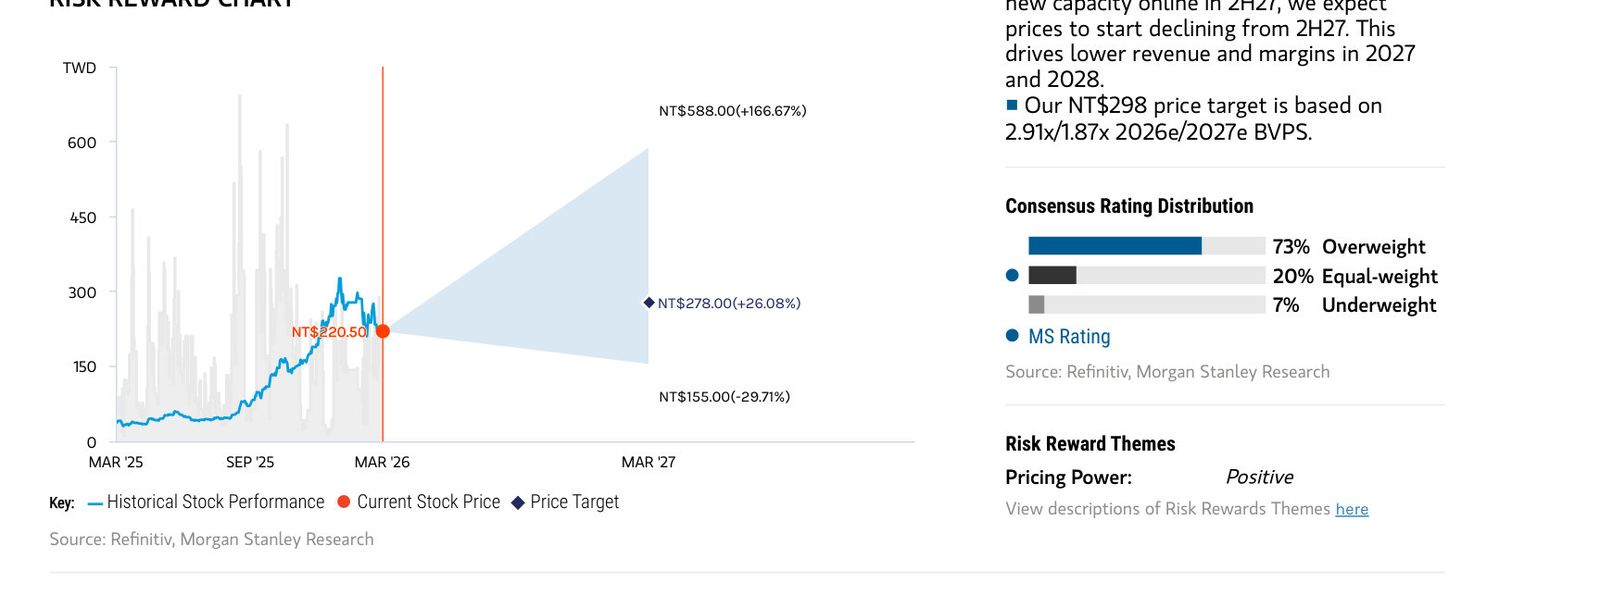 RISK REWARD CHART
TWD
600
450
300
150
0
MAR '25
SEP '25
MAR '26
MAR '27
NT$588.00(+166.67%)
NT$278.00(+26.08%)
NT$220.50
NT$155.00(-29.71%)
Key: Historical Stock Performance Current Stock Price Price Target
Source: Refinitiv, Morgan Stanley Research
new capacity online in 2H27, we expect
prices to start declining from 2H27. This
drives lower revenue and margins in 2027
and 2028.
■ Our NT$298 price target is based on
2.91x/1.87x 2026e/2027e BVPS.
Consensus Rating Distribution
73% Overweight
20% Equal-weight
7% Underweight
MS Rating
Source: Refinitiv, Morgan Stanley Research
Risk Reward Themes
Pricing Power: Positive
View descriptions of Risk Rewards Themes here